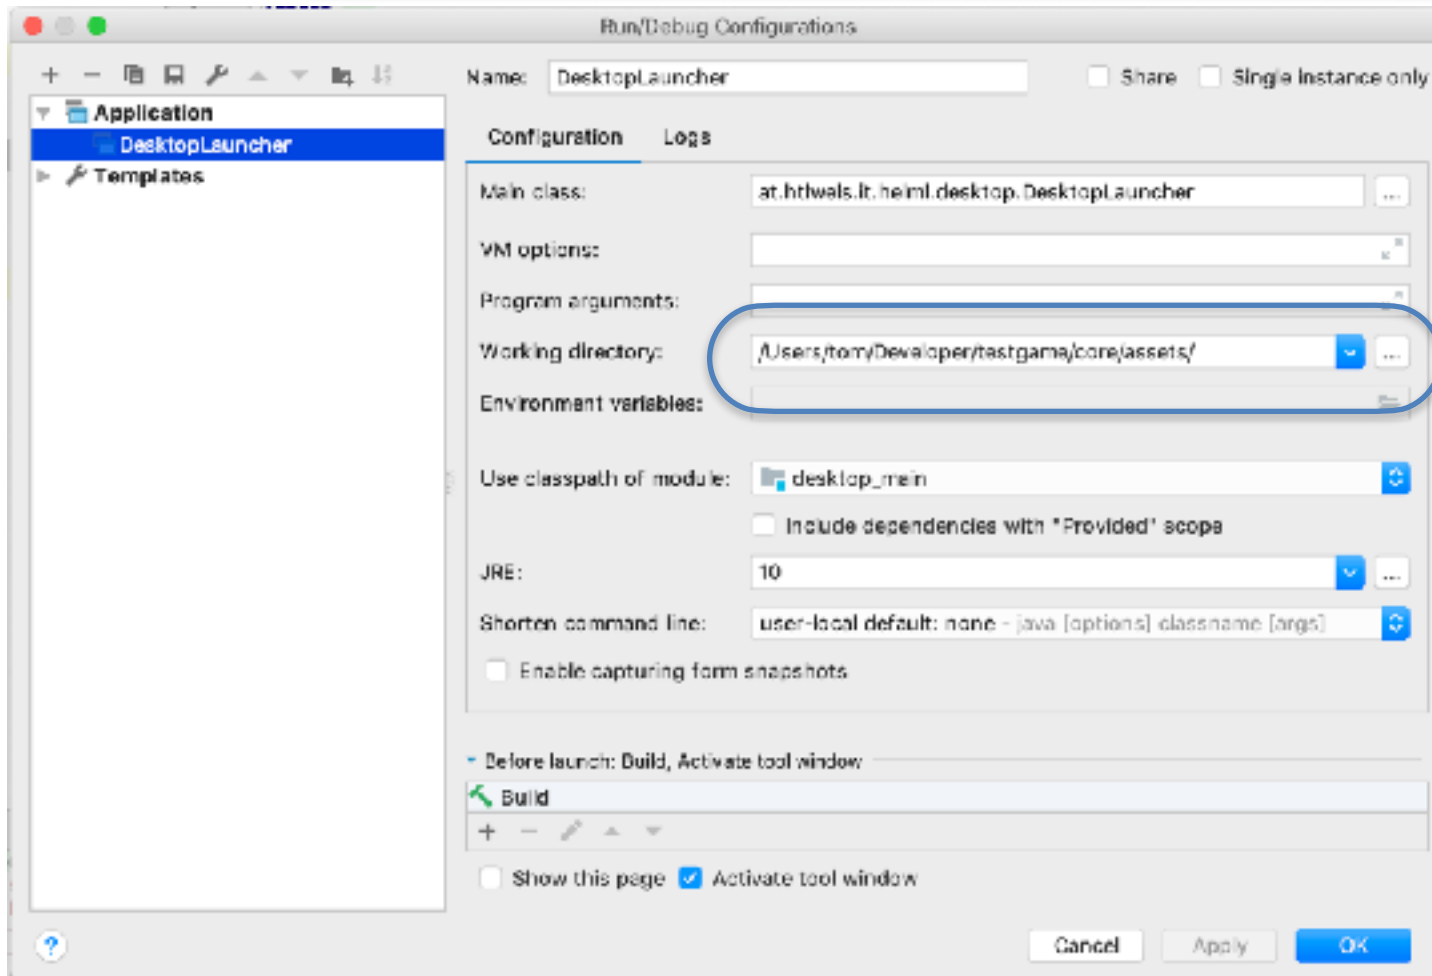 Run/Debug Configurations
Name: DesktopLauncher Share Single instance only
Application
DesktopLauncher
Templates
Configuration Logs
Main class: at.htlwels.it.heiml.desktop.DesktopLauncher ...
VM options:
Program arguments:
Working directory: /Users/tom/Developer/testgame/core/assets/ ...
Environment variables:
Use classpath of module: desktop_main
Include dependencies with "Provided" scope
JRE: 10 ...
Shorten command line: user-local default: none - java [options] classname [args]
Enable capturing form snapshots
Before launch: Build, Activate tool window
Build
Show this page Activate tool window
? Cancel Apply OK